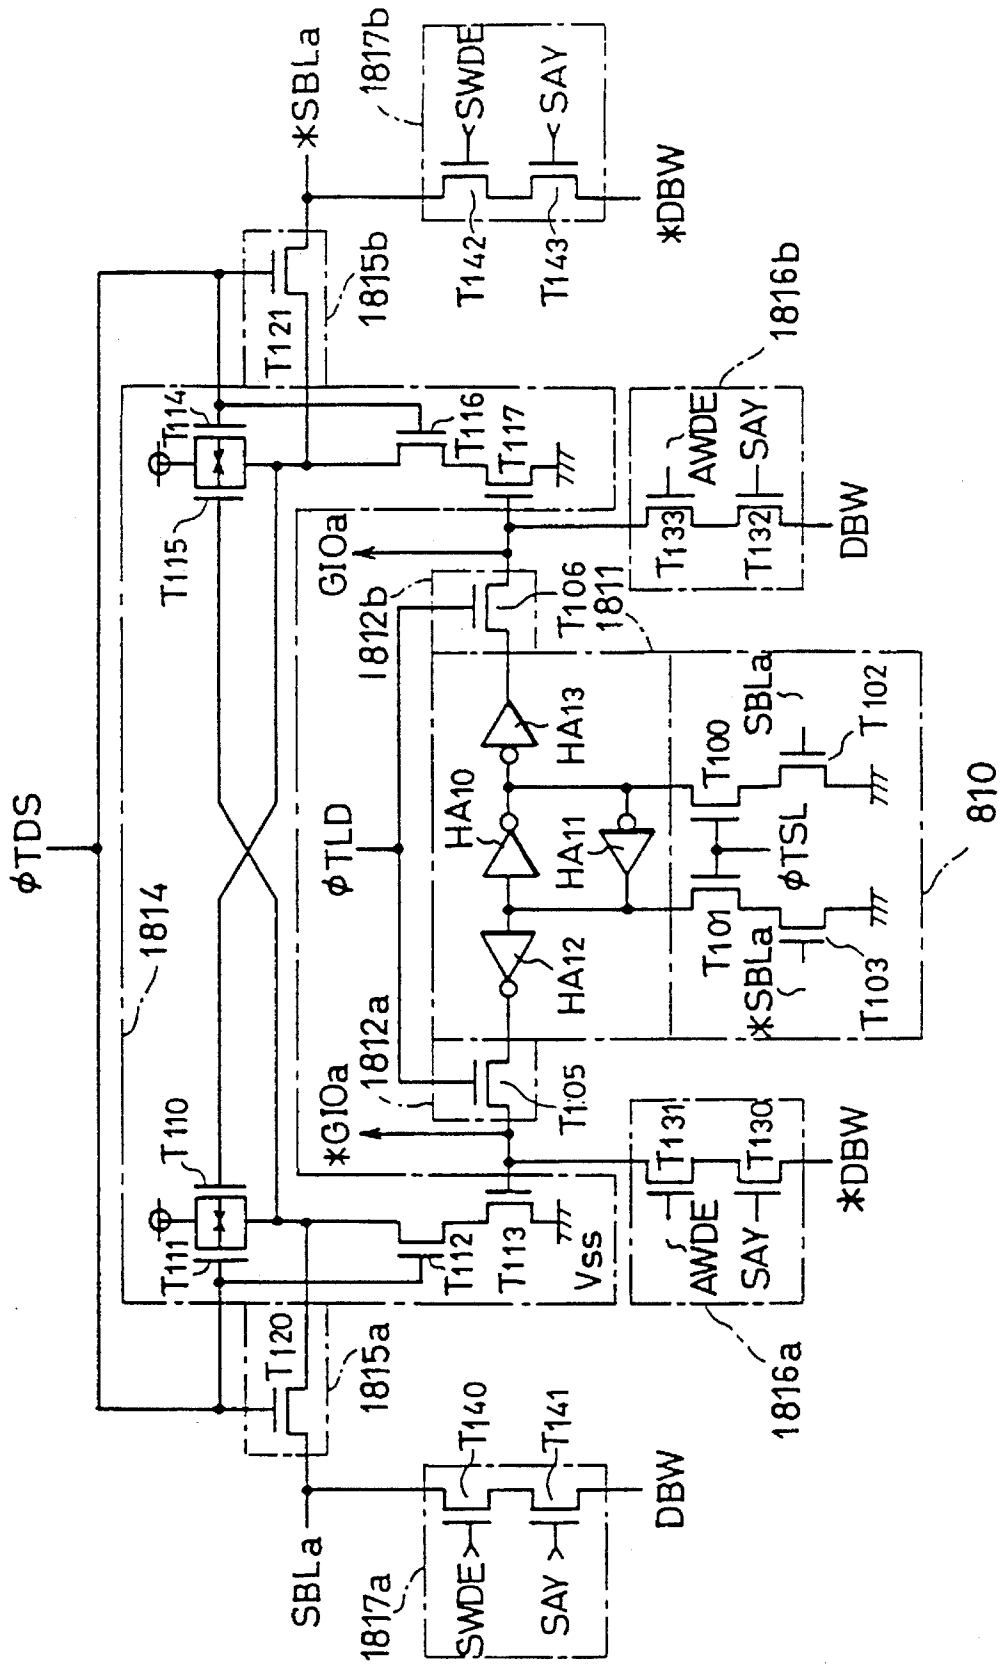 φTDS
1814
T110
T111
T112
T113
Vss
T115
T114
T116
T117
T120
1815a
T121
1815b
SBLa
*SBLa
1817a
SWDE
SAY
T140
T141
DBW
1817b
SWDE
SAY
T142
T143
*DBW
φTLD
*GIOa
GIOa
1812a
T105
1812b
T106
1811
HA10
HA11
HA12
HA13
T101
T100
φTSL
*SBLa
T103
SBLa
T102
810
T131
T130
AWDE
SAY
*DBW
1816a
T133
T132
AWDE
SAY
DBW
1816b